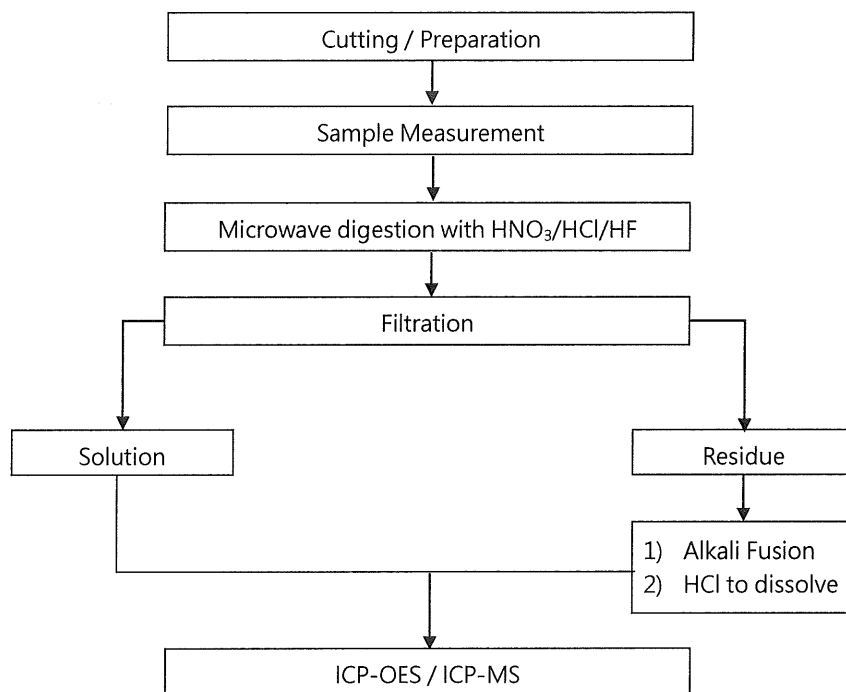 Cutting / Preparation
Sample Measurement
Microwave digestion with HNO₃/HCl/HF
Filtration
Solution
Residue
1) Alkali Fusion
2) HCl to dissolve
ICP-OES / ICP-MS